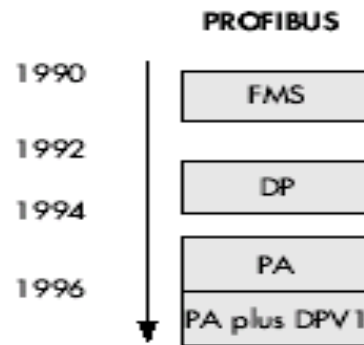 PROFIBUS
1990
FMS
1992
DP
1994
PA
1996
PA plus DPV1